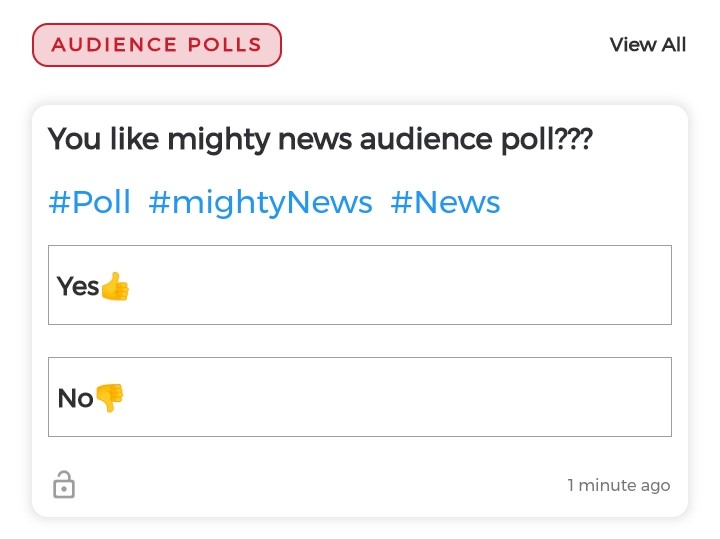 AUDIENCE POLLS View All
You like mighty news audience poll???
#Poll #mightyNews #News
Yes👍
No👎
1 minute ago